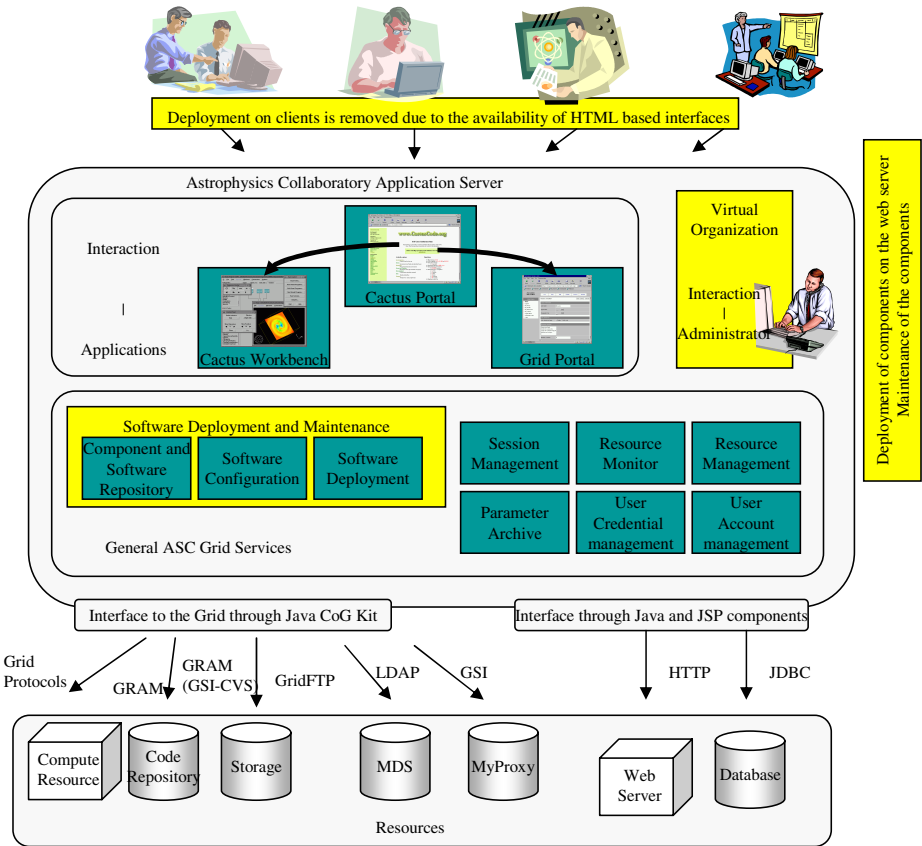 Deployment on clients is removed due to the availability of HTML based interfaces
Astrophysics Collaboratory Application Server
Interaction
|
Applications
www.CactusCode.org
Cactus Portal
Cactus Workbench
Grid Portal
Virtual
Organization
Interaction
|
Administrator
Deployment of components on the web server
Maintenance of the components
Software Deployment and Maintenance
Component and
Software
Repository
Software
Configuration
Software
Deployment
Session
Management
Resource
Monitor
Resource
Management
Parameter
Archive
User
Credential
management
User
Account
management
General ASC Grid Services
Interface to the Grid through Java CoG Kit
Interface through Java and JSP components
Grid
Protocols
GRAM
GRAM
(GSI-CVS)
GridFTP
LDAP
GSI
HTTP
JDBC
Compute
Resource
Code
Repository
Storage
MDS
MyProxy
Web
Server
Database
Resources